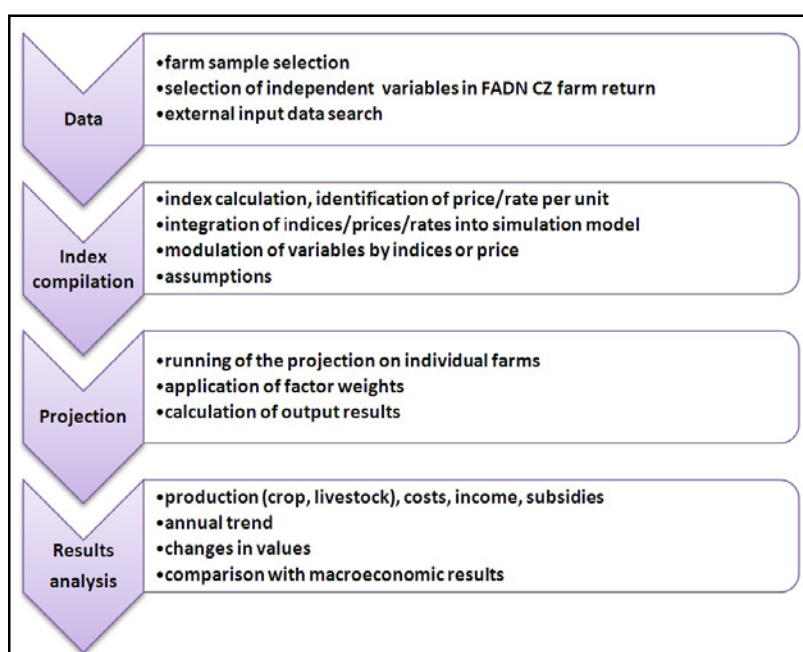 Data
•farm sample selection
•selection of independent variables in FADN CZ farm return
•external input data search
Index
compilation
•index calculation, identification of price/rate per unit
•integration of indices/prices/rates into simulation model
•modulation of variables by indices or price
•assumptions
Projection
•running of the projection on individual farms
•application of factor weights
•calculation of output results
Results
analysis
•production (crop, livestock), costs, income, subsidies
•annual trend
•changes in values
•comparison with macroeconomic results